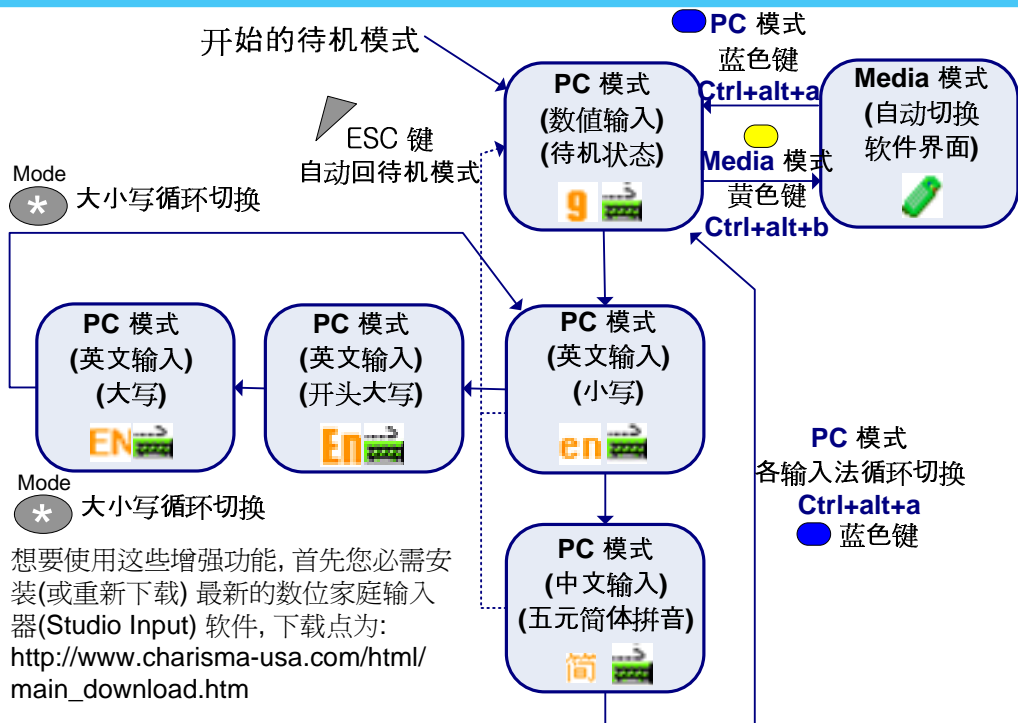 开始的待机模式
PC 模式
蓝色键
Ctrl+alt+a
PC 模式
(数值输入)
(待机状态)
9
Media 模式
(自动切换
软件界面)
Media 模式
黄色键
Ctrl+alt+b
ESC 键
自动回待机模式
Mode
* 大小写循环切换
PC 模式
(英文输入)
(大写)
EN
PC 模式
(英文输入)
(开头大写)
En
PC 模式
(英文输入)
(小写)
en
Mode
* 大小写循环切换
PC 模式
各输入法循环切换
Ctrl+alt+a
蓝色键
PC 模式
(中文输入)
(五元简体拼音)
简
想要使用这些增强功能, 首先您必需安
装(或重新下载) 最新的数位家庭输入
器(Studio Input) 软件, 下载点为:
http://www.charisma-usa.com/html/
main_download.htm